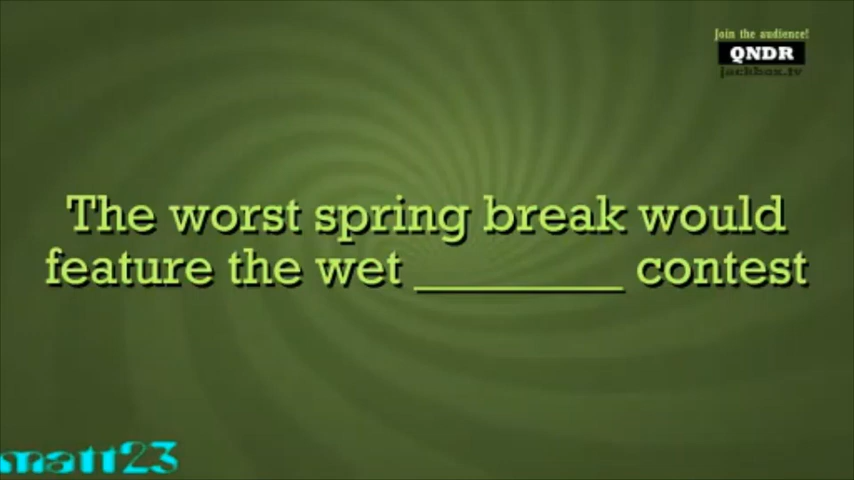 Join the audience!
QNDR
jackbox.tv
The worst spring break would
feature the wet ________ contest
matt23